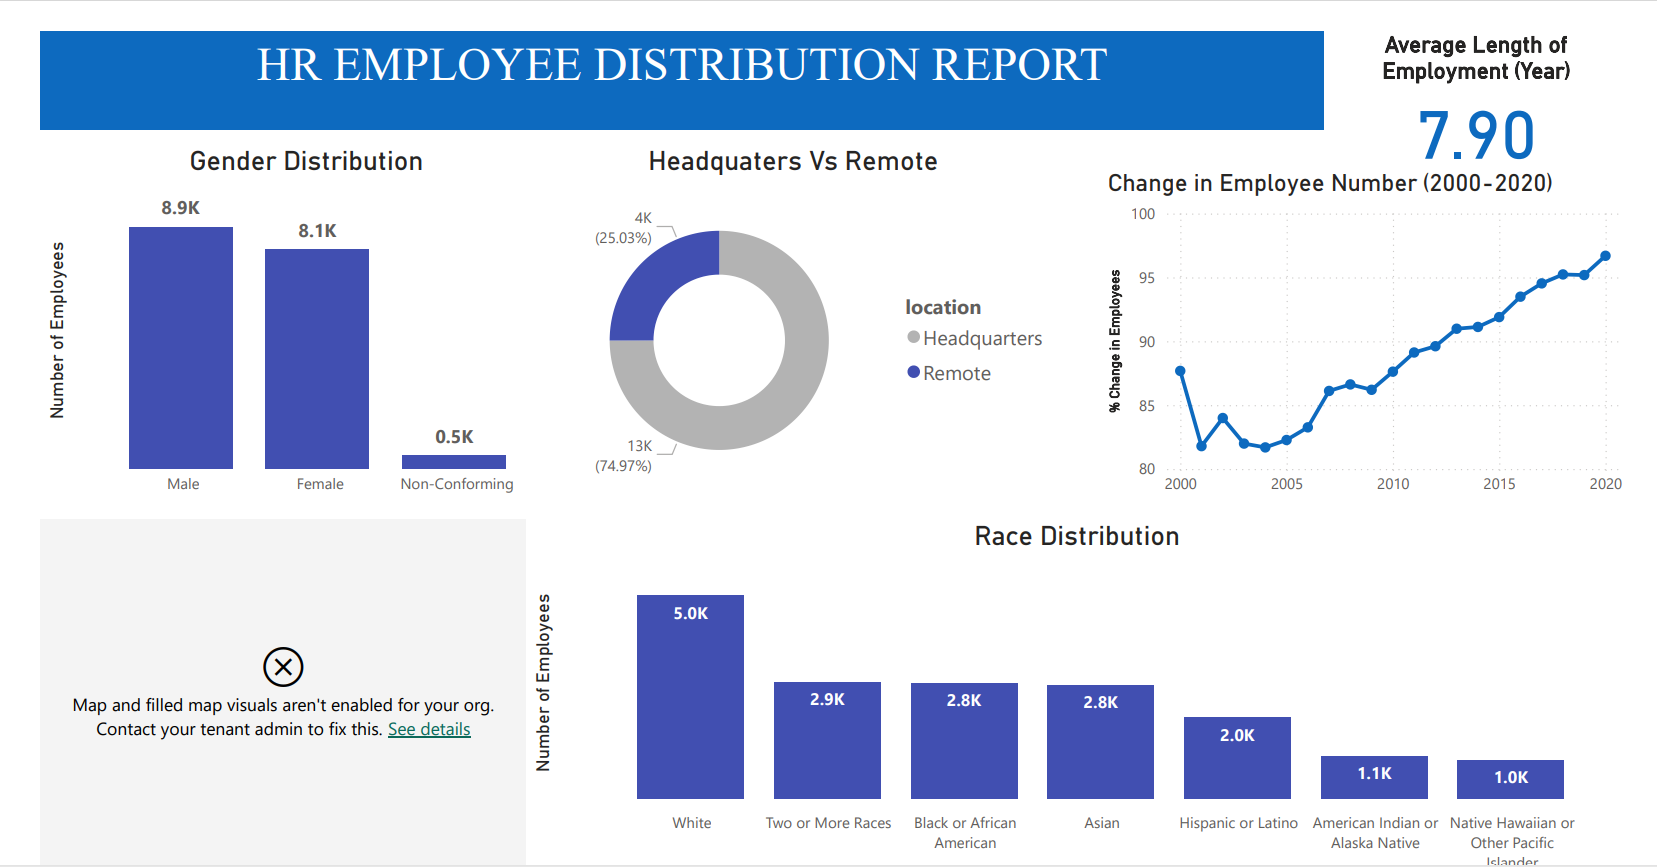 HR EMPLOYEE DISTRIBUTION REPORT
Average Length of
Employment (Year)
7.90
Gender Distribution
Number of Employees
8.9K
8.1K
0.5K
Male
Female
Non-Conforming
Headquaters Vs Remote
4K
(25.03%)
13K
(74.97%)
location
Headquarters
Remote
Change in Employee Number (2000-2020)
% Change in Employees
100
95
90
85
80
2000
2005
2010
2015
2020
Map and filled map visuals aren't enabled for your org.
Contact your tenant admin to fix this. See details
Race Distribution
Number of Employees
5.0K
2.9K
2.8K
2.8K
2.0K
1.1K
1.0K
White
Two or More Races
Black or African
American
Asian
Hispanic or Latino
American Indian or
Alaska Native
Native Hawaiian or
Other Pacific
Islander